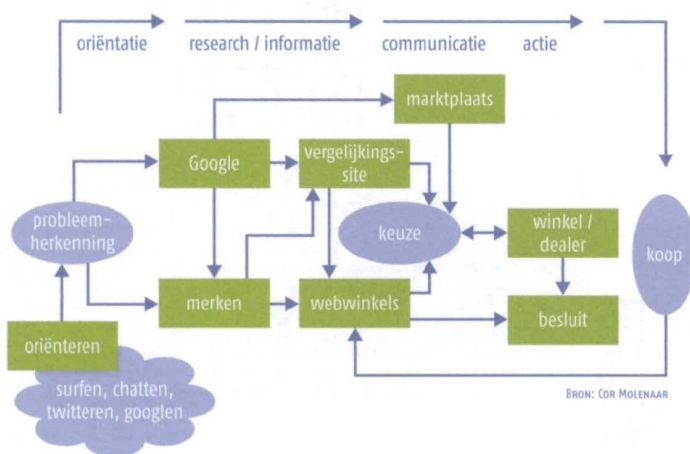 oriëntatie
research / informatie
communicatie
actie
marktplaats
Google
vergelijkings-
site
probleem-
herkenning
keuze
winkel /
dealer
koop
merken
webwinkels
besluit
oriënteren
surfen, chatten,
twitteren, googlen
BRON: COR MOLENAAR